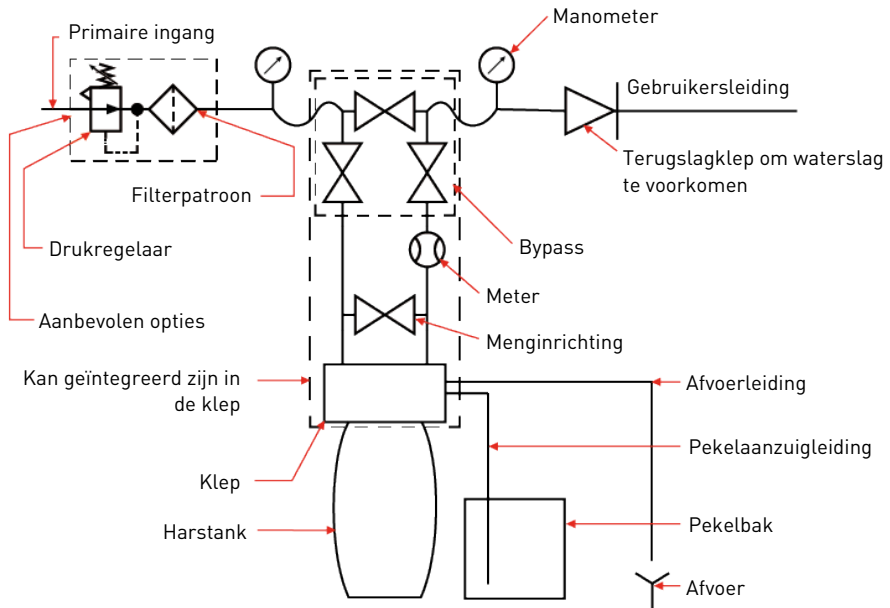 Primaire ingang
Manometer
Gebruikersleiding
Terugslagklep om waterslag
te voorkomen
Filterpatroon
Drukregelaar
Bypass
Meter
Aanbevolen opties
Menginrichting
Kan geïntegreerd zijn in
de klep
Afvoerleiding
Pekelaanzuigleiding
Klep
Harstank
Pekelbak
Afvoer